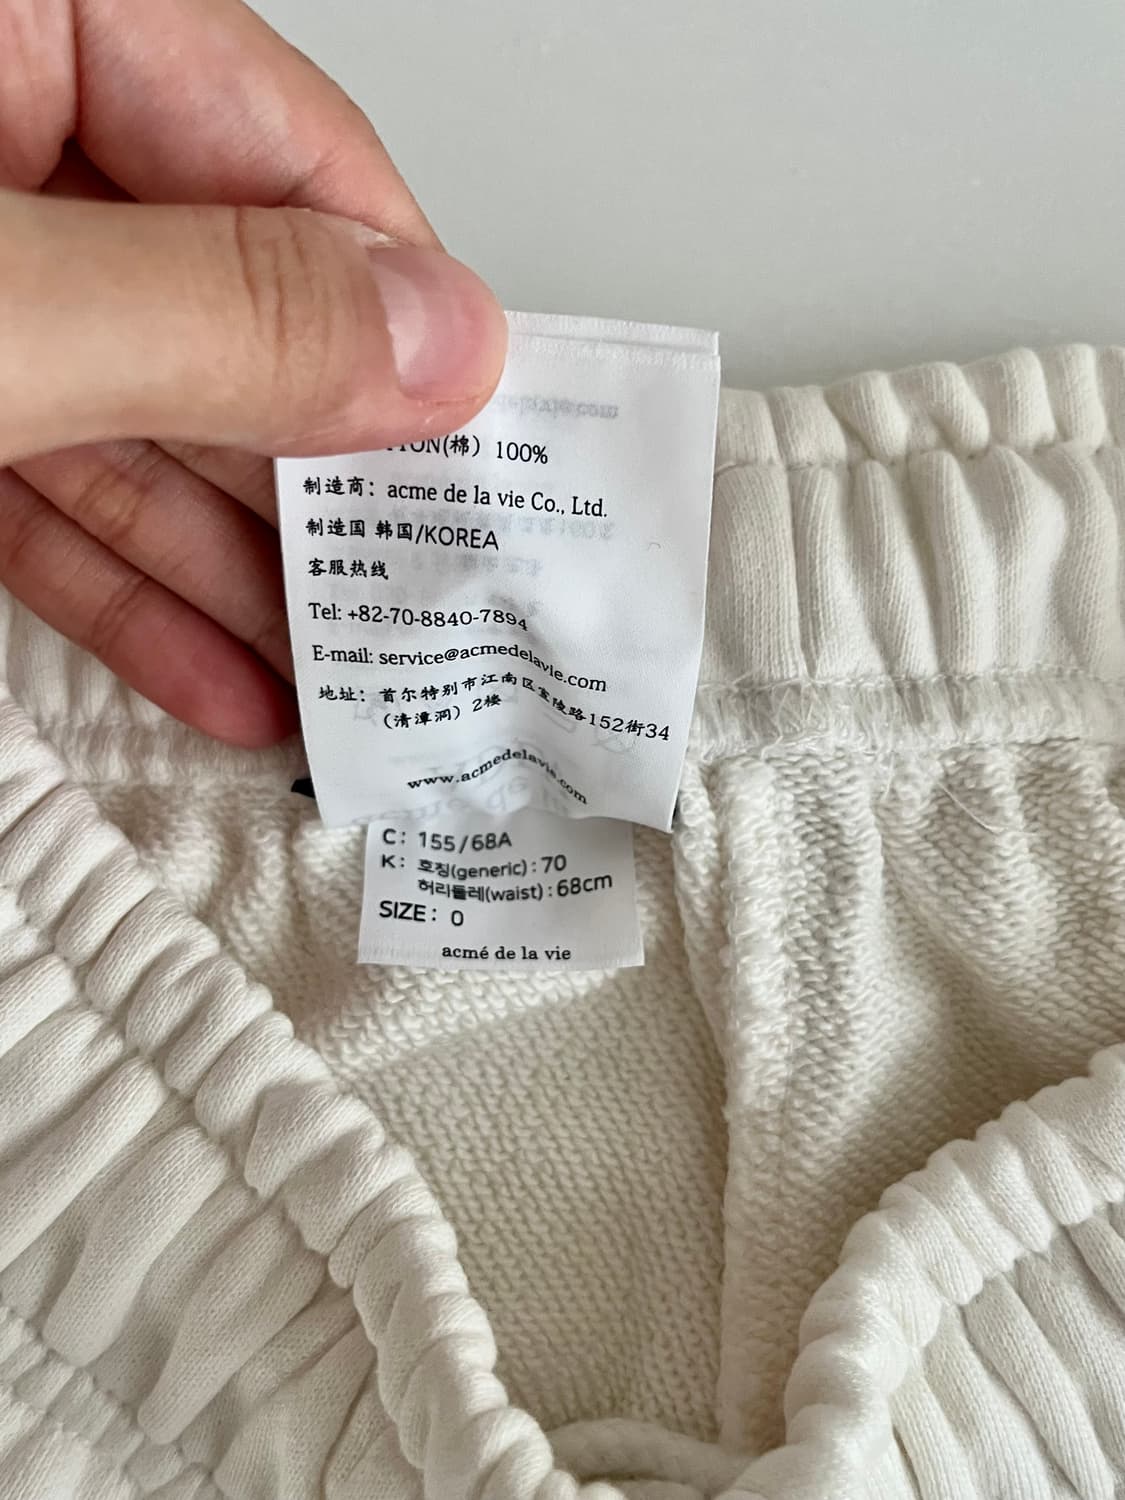 TTON(棉) 100%
制造商: acme de la vie Co., Ltd.
制造国 韩国/KOREA
客服热线
Tel: +82-70-8840-7894
E-mail: service@acmedelavie.com
地址: 首尔特别市江南区宣陵路152街34
(清潭洞) 2楼
www.acmedelavie.com
C: 155/68A
K: 호칭(generic) : 70
허리둘레(waist) : 68cm
SIZE: 0
acmé de la vie